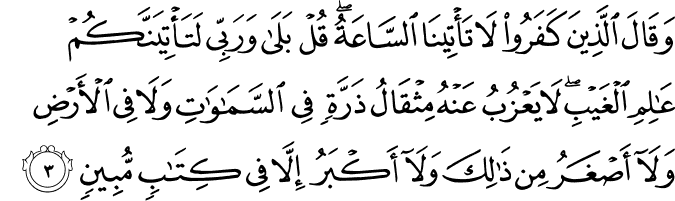 وَقَالَ ٱلَّذِينَ كَفَرُوا۟ لَا تَأْتِينَا ٱلسَّاعَةُ ۖ قُلْ بَلَىٰ وَرَبِّى لَتَأْتِيَنَّكُمْ
عَـٰلِمِ ٱلْغَيْبِ ۖ لَا يَعْزُبُ عَنْهُ مِثْقَالُ ذَرَّةٍ فِى ٱلسَّمَـٰوَٰتِ وَلَا فِى ٱلْأَرْضِ
وَلَآ أَصْغَرُ مِن ذَٰلِكَ وَلَآ أَكْبَرُ إِلَّا فِى كِتَـٰبٍ مُّبِينٍ ٣